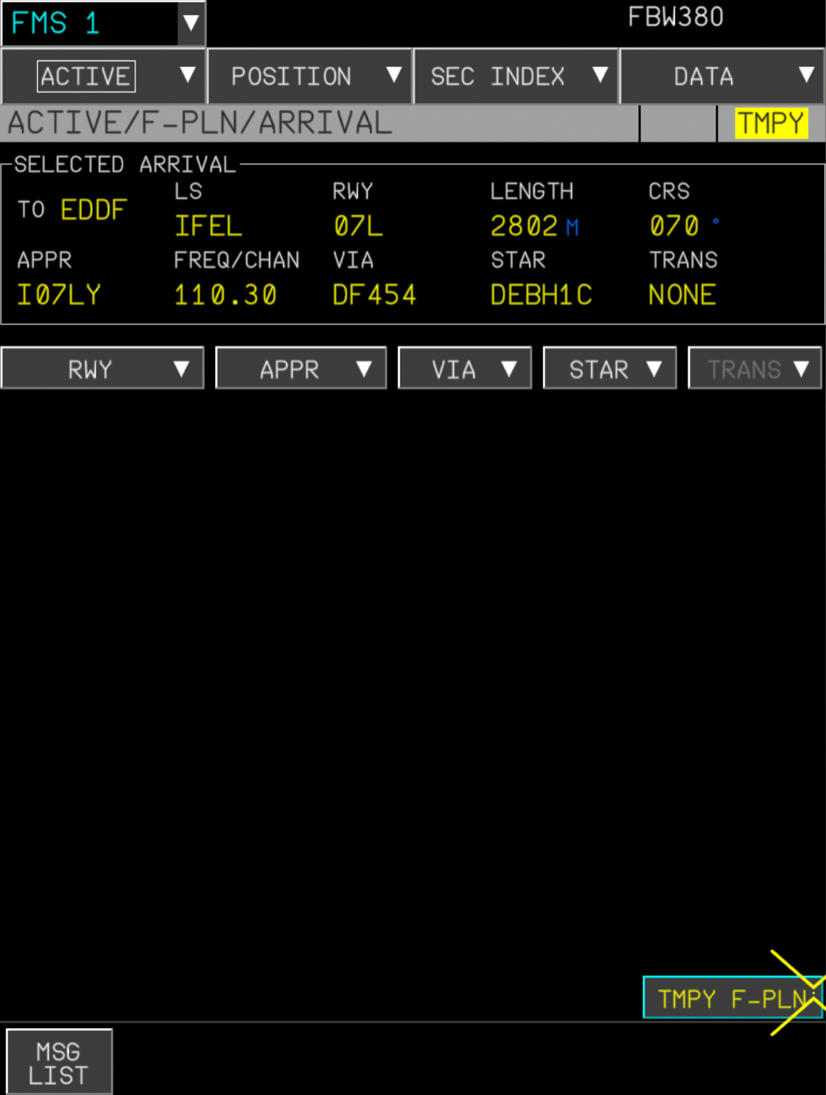 FMS 1 ▼ FBW380
ACTIVE ▼ POSITION ▼ SEC INDEX ▼ DATA ▼
ACTIVE/F-PLN/ARRIVAL TMPY
SELECTED ARRIVAL
LS RWY LENGTH CRS
TO EDDF IFEL 07L 2802 M 070 °
APPR FREQ/CHAN VIA STAR TRANS
I07LY 110.30 DF454 DEBH1C NONE
RWY ▼ APPR ▼ VIA ▼ STAR ▼ TRANS ▼
TMPY F-PLN
MSG
LIST